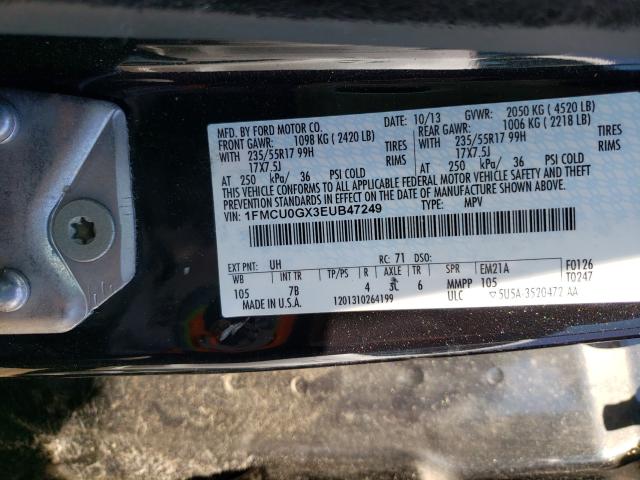 MFD. BY FORD MOTOR CO. 10/13 GVWR: 2050 KG ( 4520 LB)
FRONT GAWR: 1098 KG ( 2420 LB) REAR GAWR: 1006 KG ( 2218 LB)
WITH 235/55R17 99H TIRES WITH 235/55R17 99H TIRES
17X7.5J RIMS 17X7.5J RIMS
AT 250 kPa/ 36 PSI COLD AT 250 kPa/ 36 PSI COLD
THIS VEHICLE CONFORMS TO ALL APPLICABLE FEDERAL MOTOR VEHICLE SAFETY AND BUMPER AND THEFT
PREVENTION STANDARDS IN EFFECT ON THE DATE OF MANUFACTURE SHOWN ABOVE.
VIN: 1FMCU0GX3EUB47249 TYPE: MPV
EXT PNT: UH RC: 71 DSO: F0126
WB INT TR TP/PS R AXLE TR SPR EM21A T0247
105 7B 4 6 MMPP 105
MADE IN U.S.A. 1201310264199 ULC 5U5A-3520472 AA